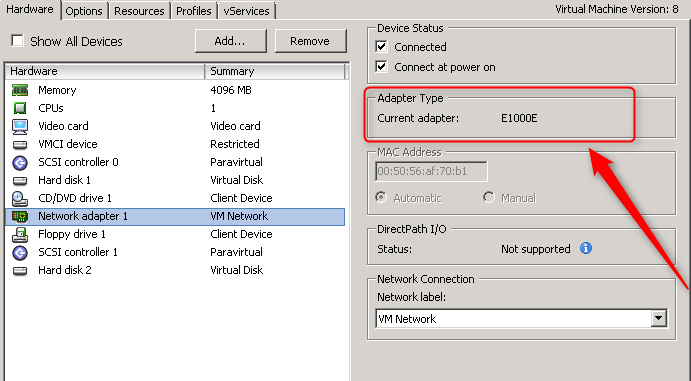 Hardware Options Resources Profiles vServices Virtual Machine Version: 8
Show All Devices Add... Remove
Hardware Summary
Memory 4096 MB
CPUs 1
Video card Video card
VMCI device Restricted
SCSI controller 0 Paravirtual
Hard disk 1 Virtual Disk
CD/DVD drive 1 Client Device
Network adapter 1 VM Network
Floppy drive 1 Client Device
SCSI controller 1 Paravirtual
Hard disk 2 Virtual Disk
Device Status
Connected
Connect at power on
Adapter Type
Current adapter: E1000E
MAC Address
00:50:56:af:70:b1
Automatic Manual
DirectPath I/O
Status: Not supported
Network Connection
Network label:
VM Network